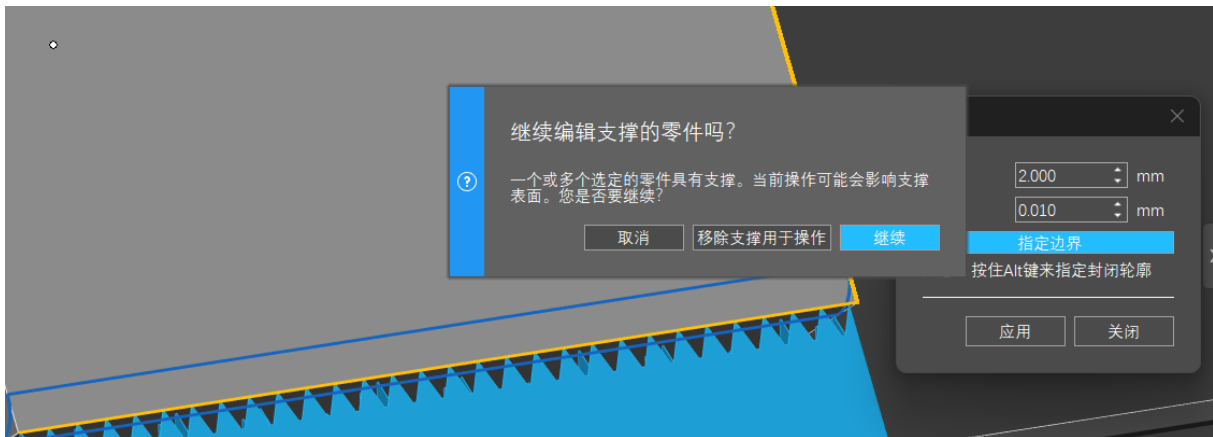 继续编辑支撑的零件吗?
一个或多个选定的零件具有支撑。当前操作可能会影响支撑
表面。您是否要继续?
取消 移除支撑用于操作 继续
2.000 mm
0.010 mm
指定边界
按住Alt键来指定封闭轮廓
应用 关闭